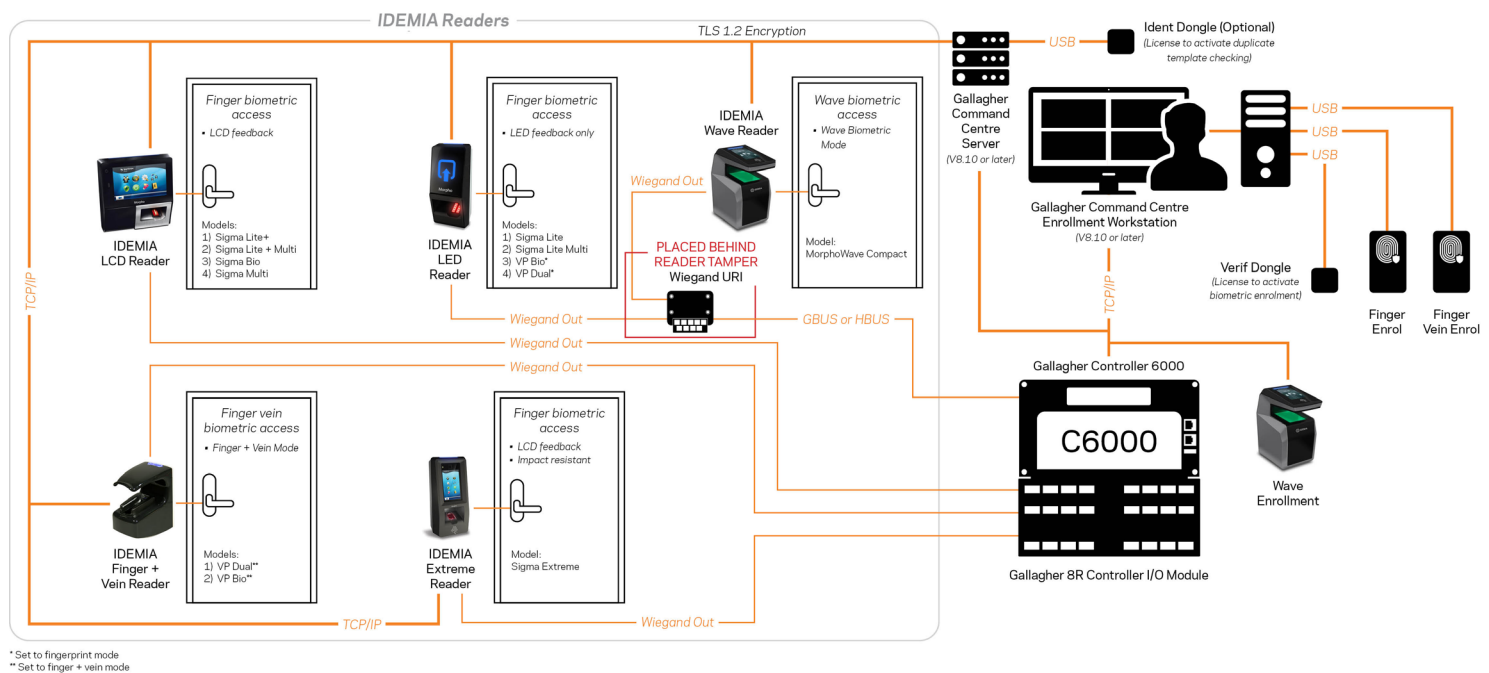 IDEMIA Readers
TLS 1.2 Encryption
USB
Ident Dongle (Optional)
(License to activate duplicate
template checking)
Finger biometric
access
• LCD feedback
Models:
1) Sigma Lite+
2) Sigma Lite + Multi
3) Sigma Bio
4) Sigma Multi
IDEMIA
LCD Reader
Finger biometric
access
• LED feedback only
Models:
1) Sigma Lite
2) Sigma Lite Multi
3) VP Bio*
4) VP Dual*
Morpho
IDEMIA
LED
Reader
IDEMIA
Wave Reader
Wiegand Out
Wave biometric
access
• Wave Biometric
Mode
Model:
MorphoWave Compact
PLACED BEHIND
READER TAMPER
Wiegand URI
Gallagher
Command
Centre
Server
(V8.10 or later)
Gallagher Command Centre
Enrollment Workstation
(V8.10 or later)
USB
USB
USB
Verif Dongle
(License to activate
biometric enrolment)
Finger
Enrol
Finger
Vein Enrol
TCP/IP
TCP/IP
Wiegand Out
GBUS or HBUS
Wiegand Out
Wiegand Out
Gallagher Controller 6000
C6000
Gallagher 8R Controller I/O Module
Wave
Enrollment
Finger vein
biometric access
• Finger + Vein Mode
Models:
1) VP Dual**
2) VP Bio**
IDEMIA
Finger +
Vein Reader
Finger biometric
access
• LCD feedback
• Impact resistant
Model:
Sigma Extreme
IDEMIA
Extreme
Reader
TCP/IP
Wiegand Out
* Set to fingerprint mode
** Set to finger + vein mode